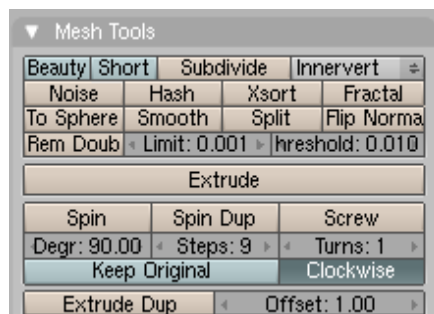 Mesh Tools
Beauty Short Subdivide Innervert
Noise Hash Xsort Fractal
To Sphere Smooth Split Flip Norma
Rem Doub Limit: 0.001 hreshold: 0.010
Extrude
Spin Spin Dup Screw
Degr: 90.00 Steps: 9 Turns: 1
Keep Original Clockwise
Extrude Dup Offset: 1.00